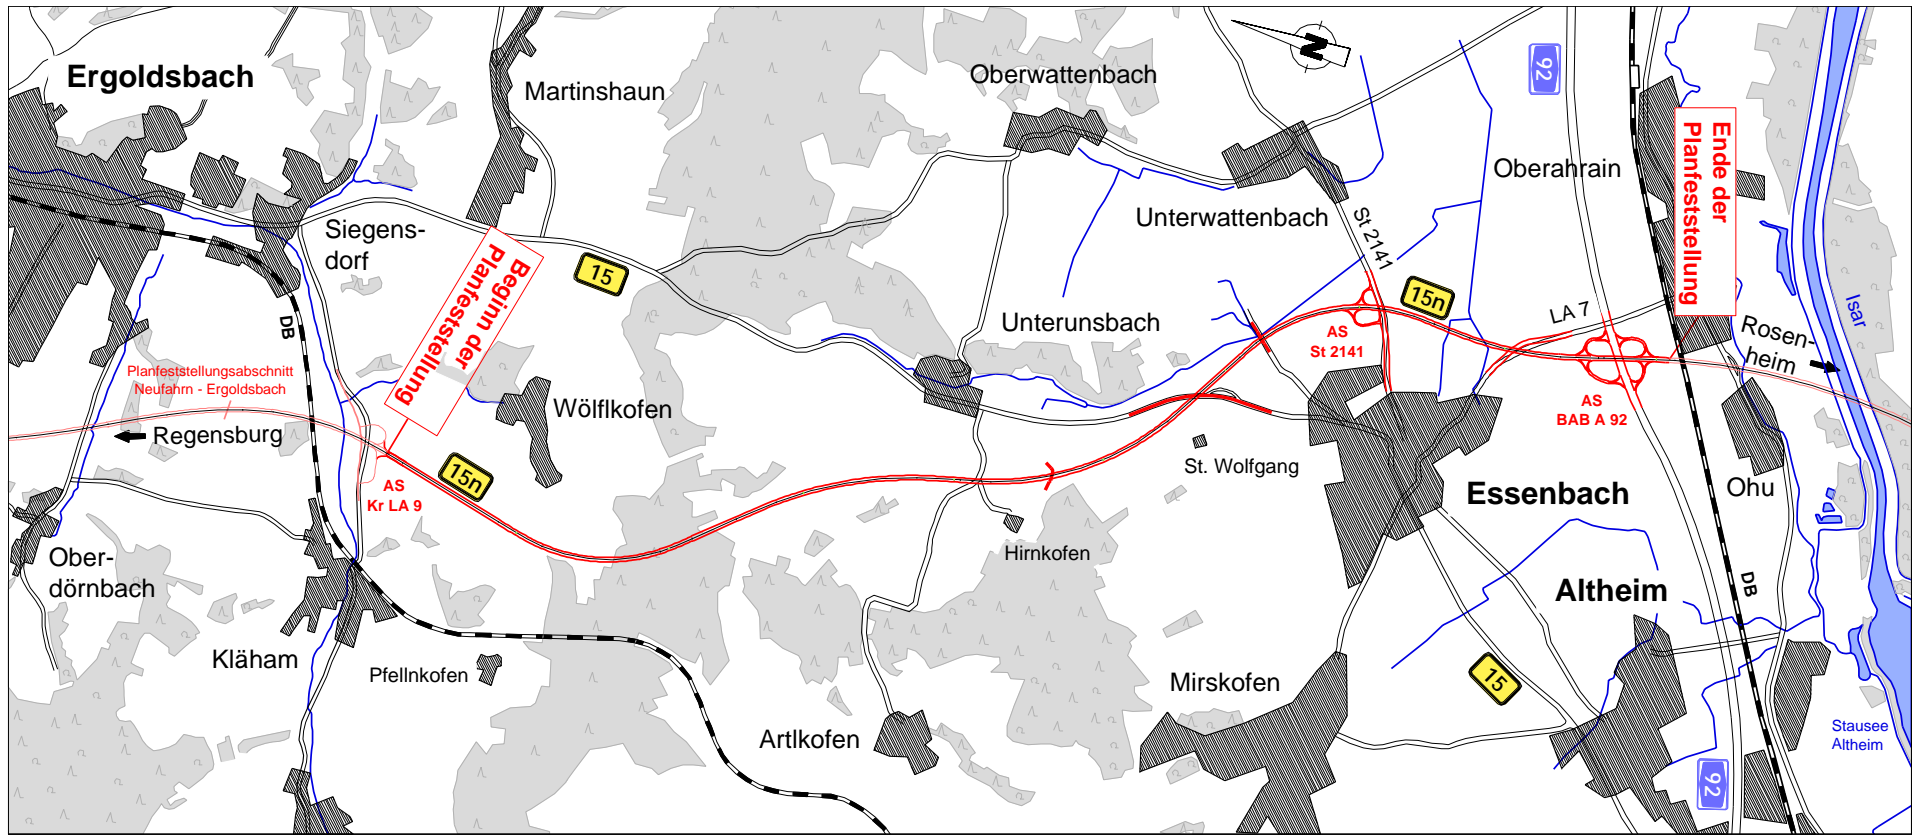 Ergoldsbach
Martinshaun
Oberwattenbach
N
92
Oberahrain
Ende der
Planfeststellung
Unterwattenbach
St 2141
Siegens-
dorf
15
Beginn der
Planfeststellung
DB
Unterunsbach
15n
AS
St 2141
LA 7
Rosen-
heim
Isar
Planfeststellungsabschnitt
Neufahrn - Ergoldsbach
Regensburg
Wölflkofen
AS
BAB A 92
15n
AS
Kr LA 9
St. Wolfgang
Essenbach
Ohu
Hirnkofen
Ober-
dörnbach
Altheim
DB
Kläham
Pfellnkofen
Mirskofen
15
Artlkofen
Stausee
Altheim
92